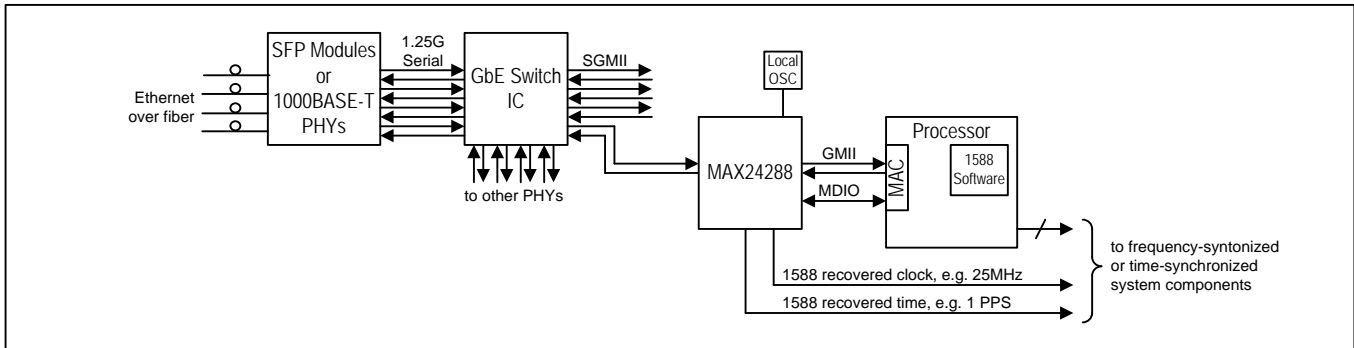 SFP Modules
or
1000BASE-T
PHYs
Ethernet
over fiber
1.25G
Serial
GbE Switch
IC
SGMII
to other PHYs
Local
OSC
MAX24288
GMII
MDIO
Processor
MAC
1588
Software
1588 recovered clock, e.g. 25MHz
1588 recovered time, e.g. 1 PPS
to frequency-syntonized
or time-synchronized
system components